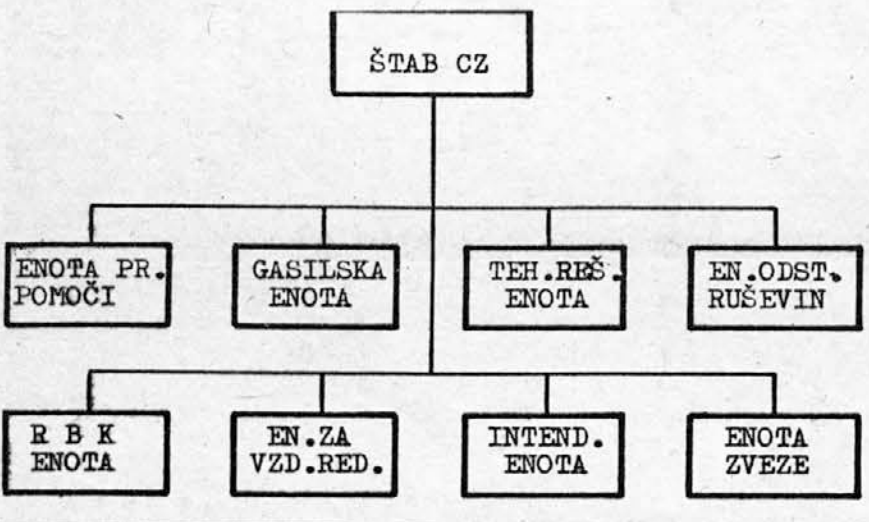 ŠTAB CZ
ENOTA PR.
POMOČI
GASILSKA
ENOTA
TEH.REŠ.
ENOTA
EN.ODST.
RUŠEVIN
R B K
ENOTA
EN.ZA
VZD.RED.
INTEND.
ENOTA
ENOTA
ZVEZE